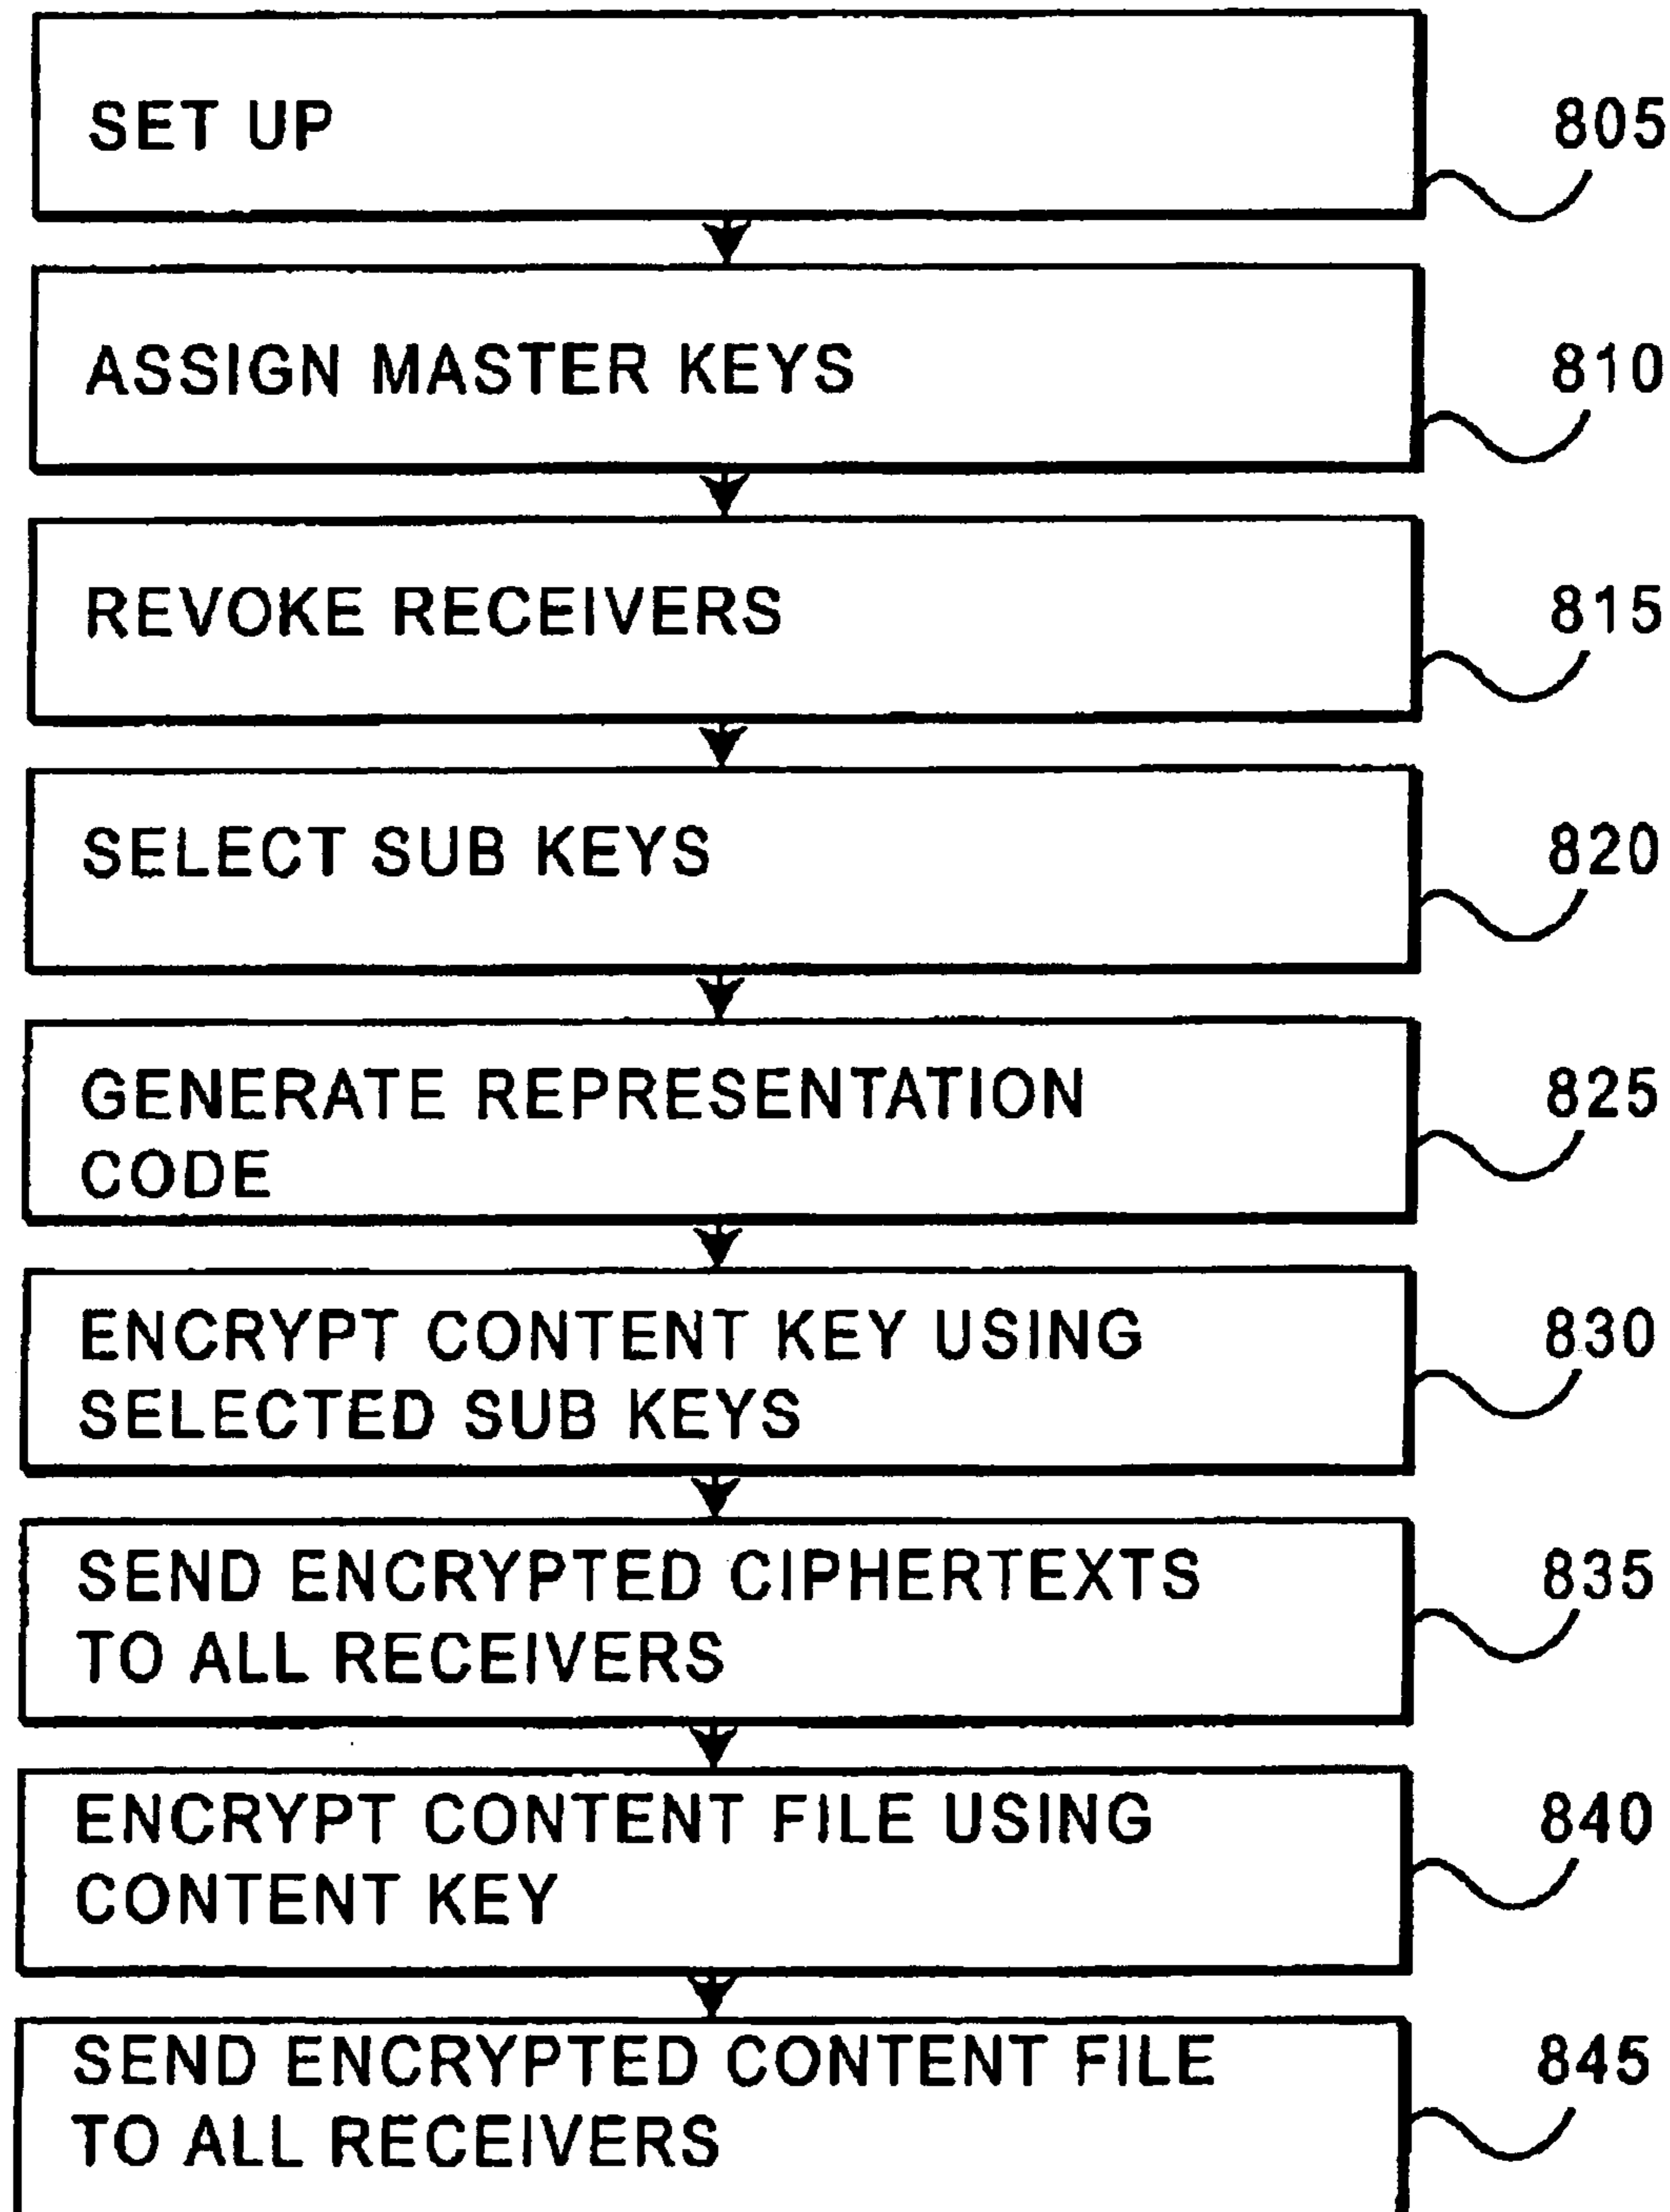 SET UP
805
ASSIGN MASTER KEYS
810
REVOKE RECEIVERS
815
SELECT SUB KEYS
820
GENERATE REPRESENTATION
CODE
825
ENCRYPT CONTENT KEY USING
SELECTED SUB KEYS
830
SEND ENCRYPTED CIPHERTEXTS
TO ALL RECEIVERS
835
ENCRYPT CONTENT FILE USING
CONTENT KEY
840
SEND ENCRYPTED CONTENT FILE
TO ALL RECEIVERS
845